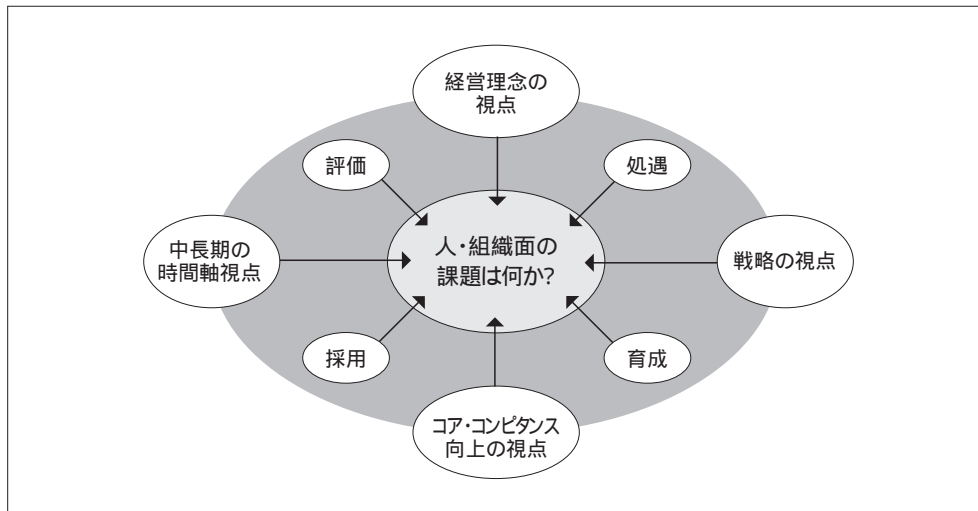 経営理念の
視点
評価
処遇
中長期の
時間軸視点
人・組織面の
課題は何か?
戦略の視点
採用
育成
コア・コンピタンス
向上の視点